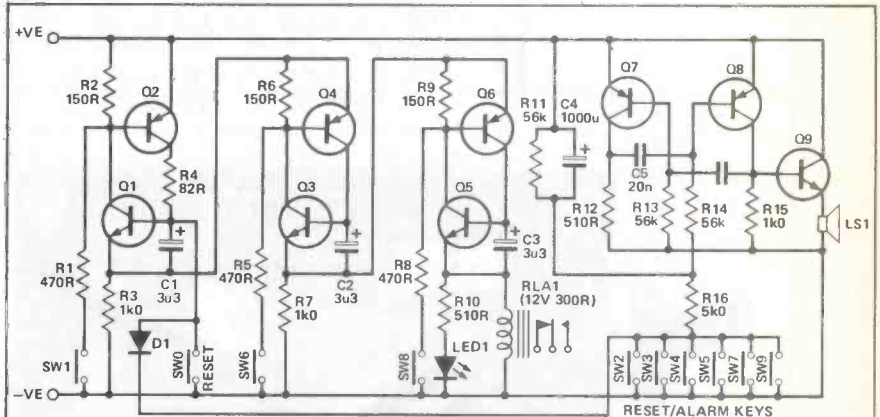 +VE
R2
150R
Q2
R4
82R
Q1
R1
470R
R3
1k0
C1
3u3
D1
SW1
SW0
RESET
-VE
R6
150R
Q4
Q3
R5
470R
R7
1k0
C2
3u3
SW6
R9
150R
Q6
Q5
R8
470R
C3
3u3
R10
510R
LED1
SW8
RLA1
(12V 300R)
R11
56k
C4
1000u
Q7
Q8
Q9
C5
20n
R12
510R
R13
56k
R14
56k
R15
1k0
LS1
R16
5k0
SW2
SW3
SW4
SW5
SW7
SW9
RESET/ALARM KEYS